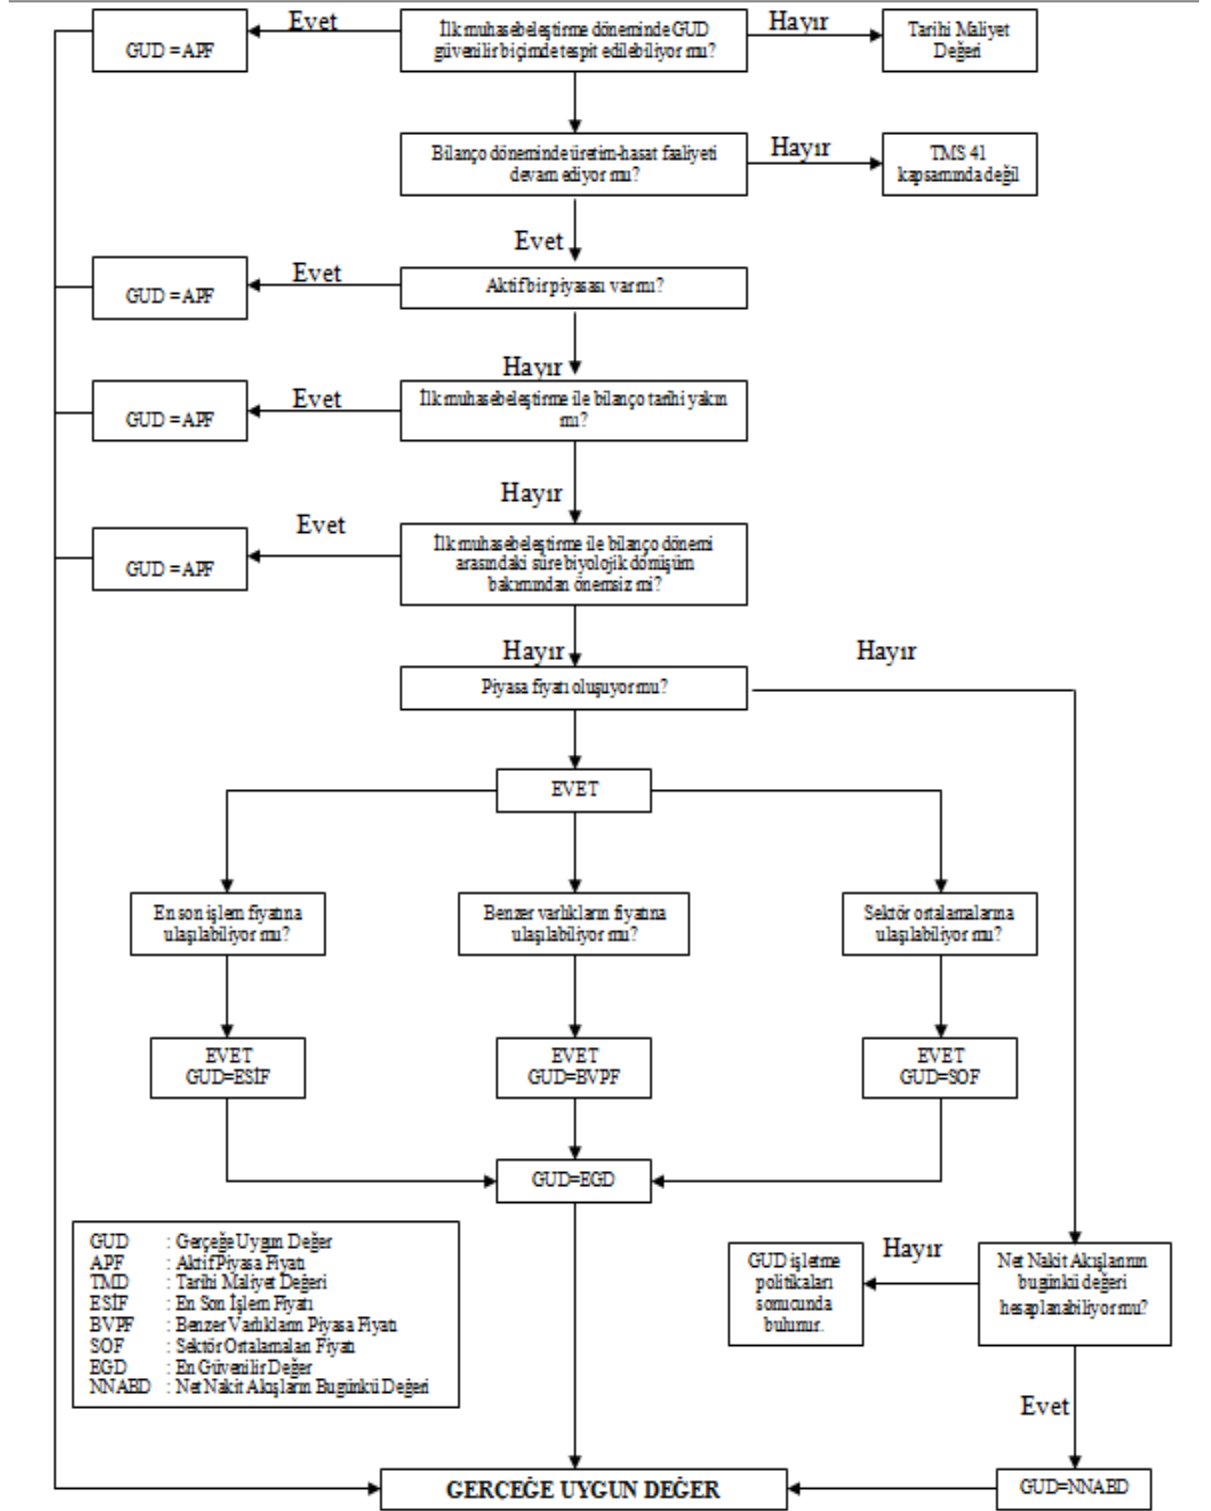 Evet
GUD =APF
İlk muhasebeleştirme döneminde GUD
güvenilir biçimde tespit edilebiliyor mu?
Hayır
Tarihi Maliyet
Değeri
Bilanço döneminde üretim-hasat faaliyeti
devam ediyor mu?
Hayır
TMS 41
kapsamında değil
Evet
GUD =APF
Evet
Aktif bir piyasası var mı?
Hayır
GUD =APF
Evet
İlk muhasebeleştirme ile bilanço tarihi yakın
mı?
Hayır
GUD =APF
Evet
İlk muhasebeleştirme ile bilanço dönemi
arasındaki süre biyolojik dönüşüm
bakımından önemsiz mi?
Hayır
Hayır
Piyasa fiyatı oluşuyor mu?
EVET
En son işlem fiyatına
ulaşılabiliyor mu?
Benzer varlıkların fiyatına
ulaşılabiliyor mu?
Sektör ortalamalarına
ulaşılabiliyor mu?
EVET
GUD=ESİF
EVET
GUD=BVPF
EVET
GUD=SOF
GUD=EGD
GUD : Gerçeğe Uygun Değer
APF : Aktif Piyasa Fiyatı
TMD : Tarihi Maliyet Değeri
ESİF : En Son İşlem Fiyatı
BVPF : Benzer Varlıkların Piyasa Fiyatı
SOF : Sektör Ortalamaları Fiyatı
EGD : En Güvenilir Değer
NNABD : Net Nakit Akışların Bugünkü Değeri
GUD işletme
politikaları
sonucunda
bulunur.
Hayır
Net Nakit Akışlarının
bugünkü değeri
hesaplanabiliyor mu?
Evet
GERÇEĞE UYGUN DEĞER
GUD=NNABD